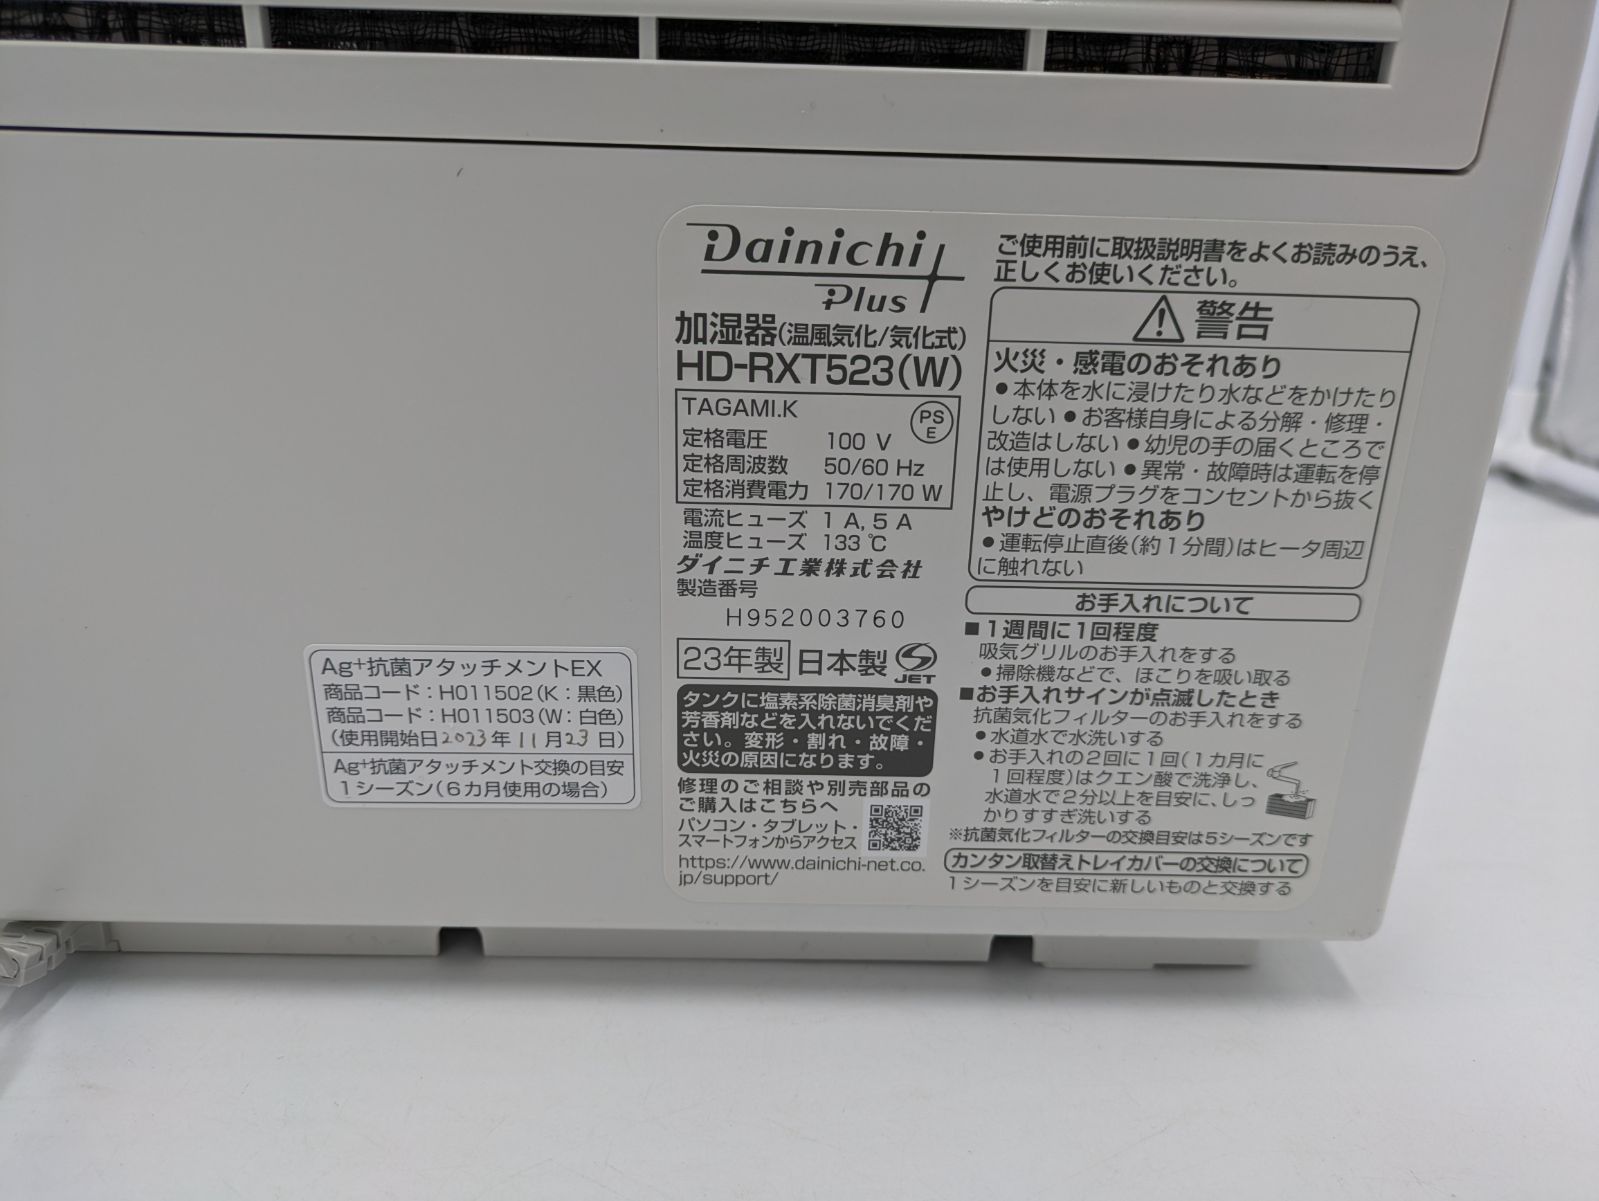 Dainichi
Plus
加湿器(温風気化/気化式)
HD-RXT523(W)
TAGAMI.K
PS
E
定格電圧 100 V
定格周波数 50/60 Hz
定格消費電力 170/170 W
電流ヒューズ 1 A, 5 A
温度ヒューズ 133 ℃
ダイニチ工業株式会社
製造番号
H952003760
23年製 日本製
JET
タンクに塩素系除菌消臭剤や
芳香剤などを入れないでくだ
さい。変形・割れ・故障・
火災の原因になります。
修理のご相談や別売部品の
ご購入はこちらへ
パソコン・タブレット・
スマートフォンからアクセス
https://www.dainichi-net.co.
jp/support/
ご使用前に取扱説明書をよくお読みのうえ、
正しくお使いください。
警告
火災・感電のおそれあり
●本体を水に浸けたり水などをかけたり
しない●お客様自身による分解・修理・
改造はしない●幼児の手の届くところで
は使用しない●異常・故障時は運転を停
止し、電源プラグをコンセントから抜く
やけどのおそれあり
●運転停止直後(約1分間)はヒータ周辺
に触れない
お手入れについて
■1週間に1回程度
吸気グリルのお手入れをする
●掃除機などで、ほこりを吸い取る
■お手入れサインが点滅したとき
抗菌気化フィルターのお手入れをする
●水道水で水洗いする
●お手入れの2回に1回(1カ月に
1回程度)はクエン酸で洗浄し、
水道水で2分以上を目安に、しっ
かりすすぎ洗いする
※抗菌気化フィルターの交換目安は5シーズンです
カンタン取替えトレイカバーの交換について
1シーズンを目安に新しいものと交換する
Ag+抗菌アタッチメントEX
商品コード:H011502(K:黒色)
商品コード:H011503(W:白色)
(使用開始日2023年11月23日)
Ag+抗菌アタッチメント交換の目安
1シーズン(6カ月使用の場合)